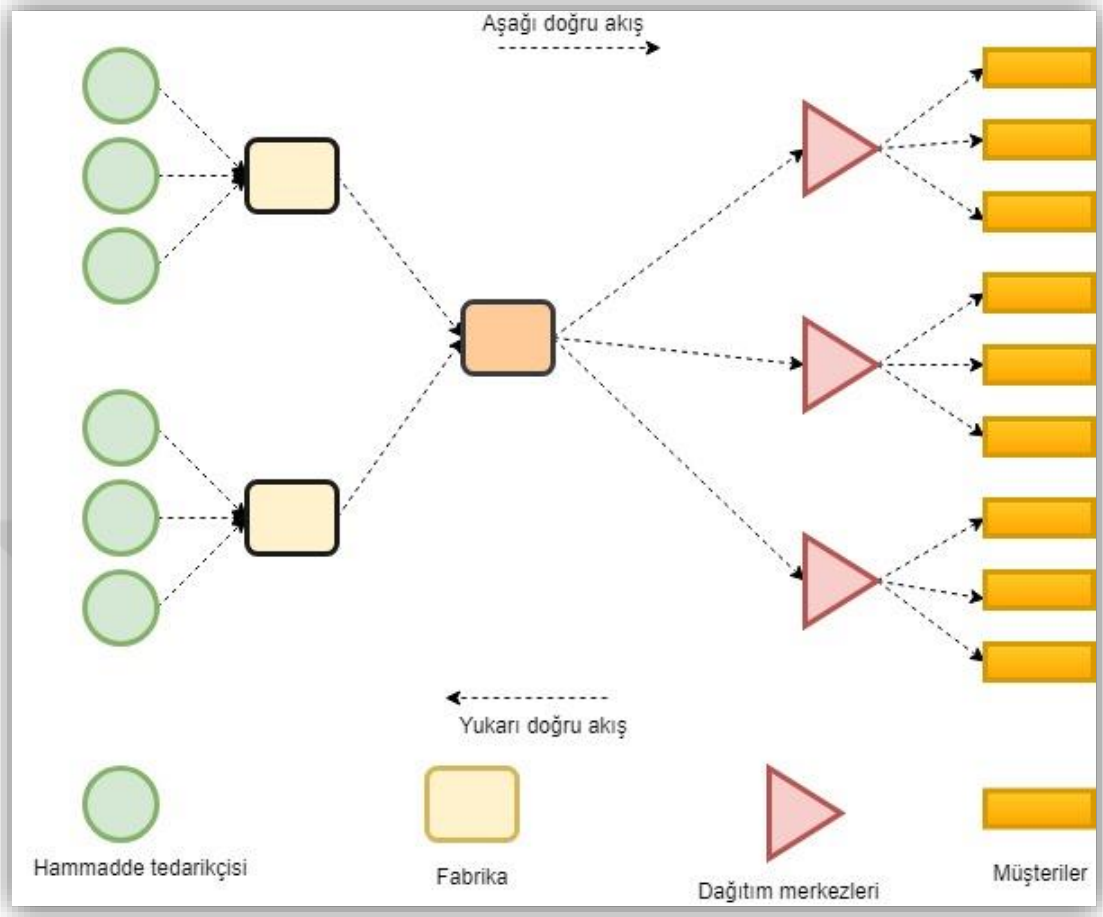 Aşağı doğru akış
Yukarı doğru akış
Hammadde tedarikçisi
Fabrika
Dağıtım merkezleri
Müşteriler